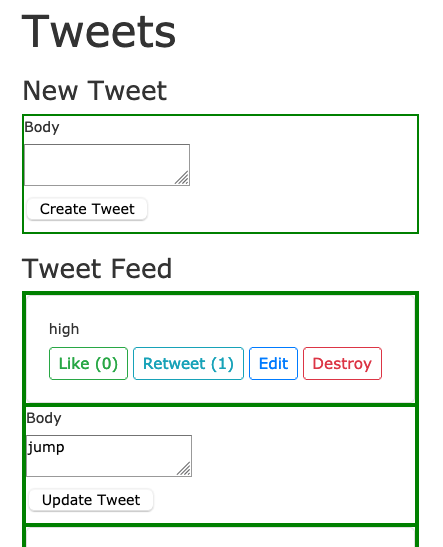 Tweets
New Tweet
Body
Create Tweet
Tweet Feed
high
Like (0) Retweet (1) Edit Destroy
Body
jump
Update Tweet